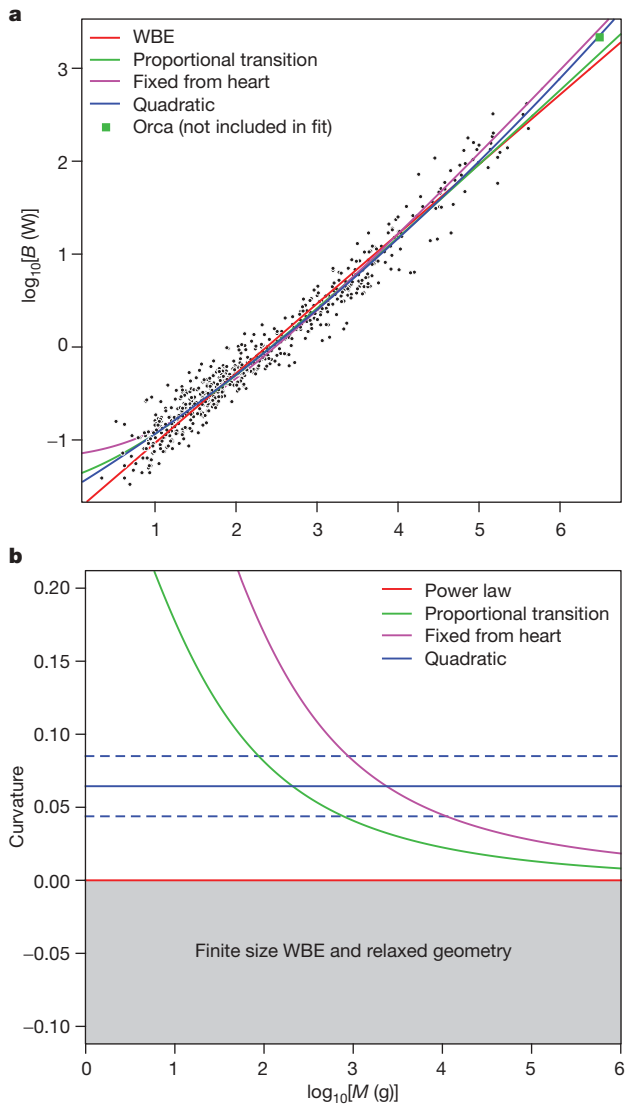 a
WBE
Proportional transition
Fixed from heart
Quadratic
Orca (not included in fit)
log₁₀[B (W)]
3
2
1
0
−1
1 2 3 4 5 6
b
Power law
Proportional transition
Fixed from heart
Quadratic
Curvature
0.20
0.15
0.10
0.05
0.00
−0.05
−0.10
Finite size WBE and relaxed geometry
0 1 2 3 4 5 6
log₁₀[M (g)]